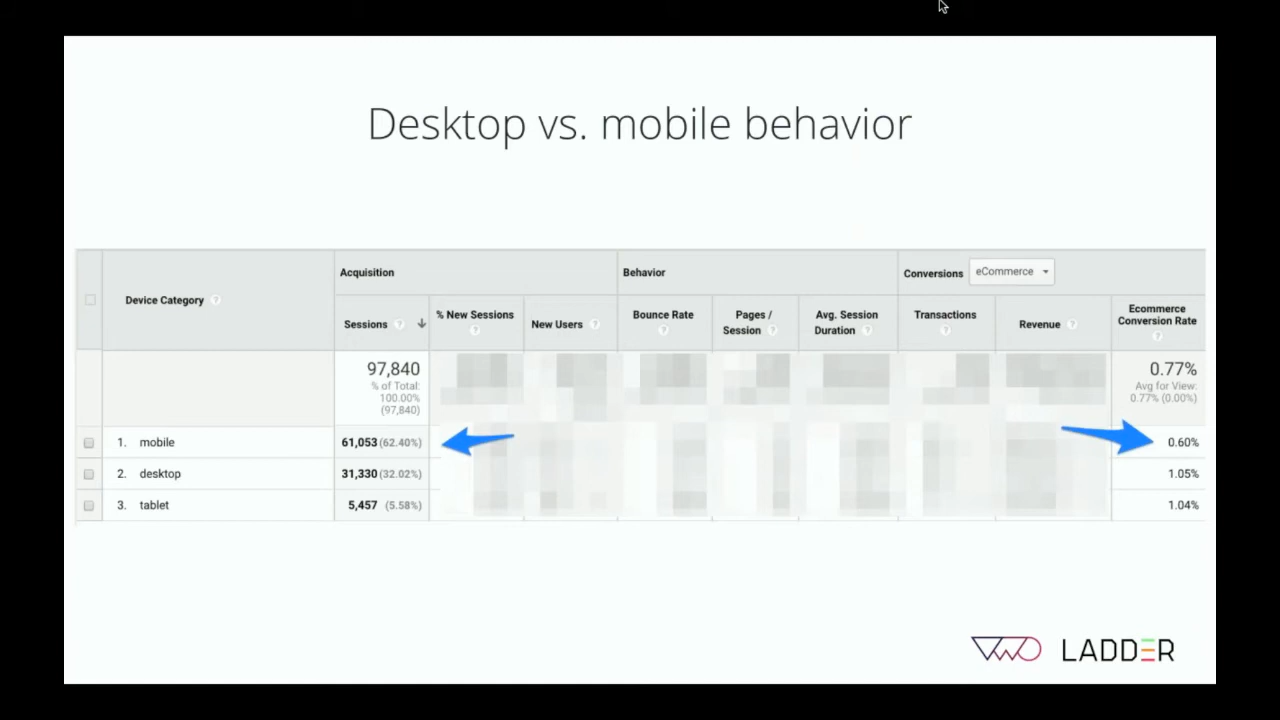 Desktop vs. mobile behavior
Device Category ?
Acquisition
Behavior
Conversions eCommerce
Sessions ?
% New Sessions
?
New Users ?
Bounce Rate
?
Pages /
Session ?
Avg. Session
Duration ?
Transactions
?
Revenue ?
Ecommerce
Conversion Rate
?
97,840
% of Total:
100.00%
(97,840)
0.77%
Avg for View:
0.77% (0.00%)
1. mobile 61,053 (62.40%) 0.60%
2. desktop 31,330 (32.02%) 1.05%
3. tablet 5,457 (5.58%) 1.04%
VWO LADDER